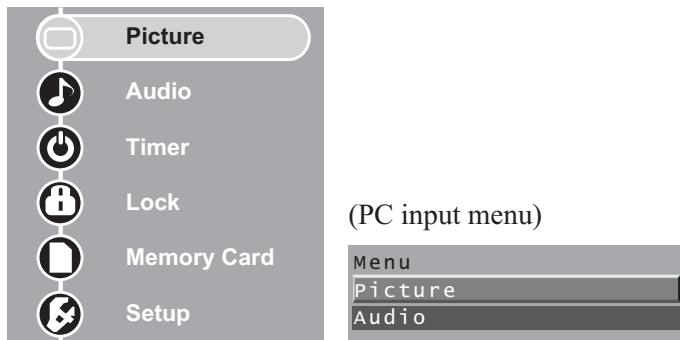 Picture
Audio
Timer
Lock
Memory Card
Setup
(PC input menu)
Menu
Picture
Audio